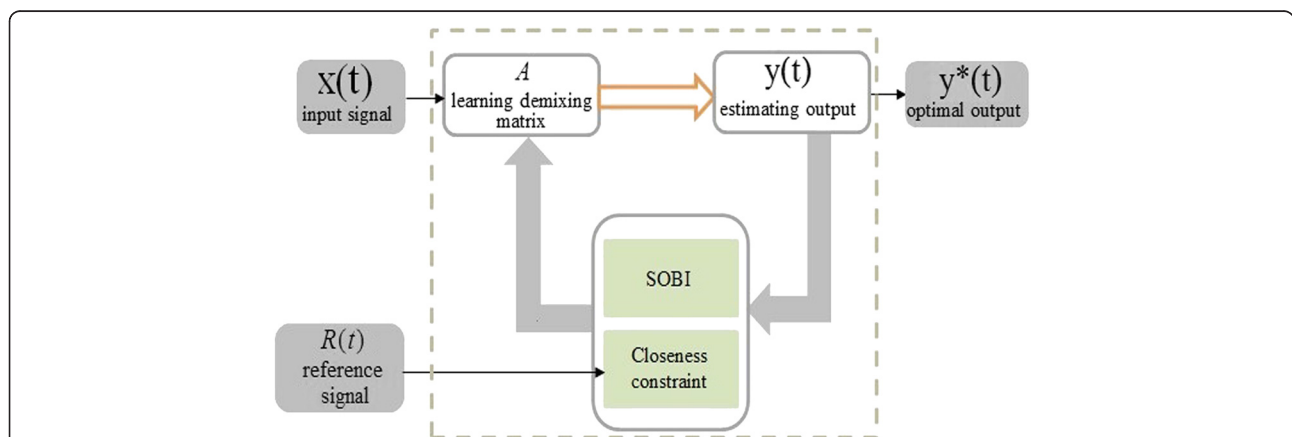 x(t)
input signal
A
learning demixing
matrix
y(t)
estimating output
y*(t)
optimal output
SOBI
Closeness
constraint
R(t)
reference
signal